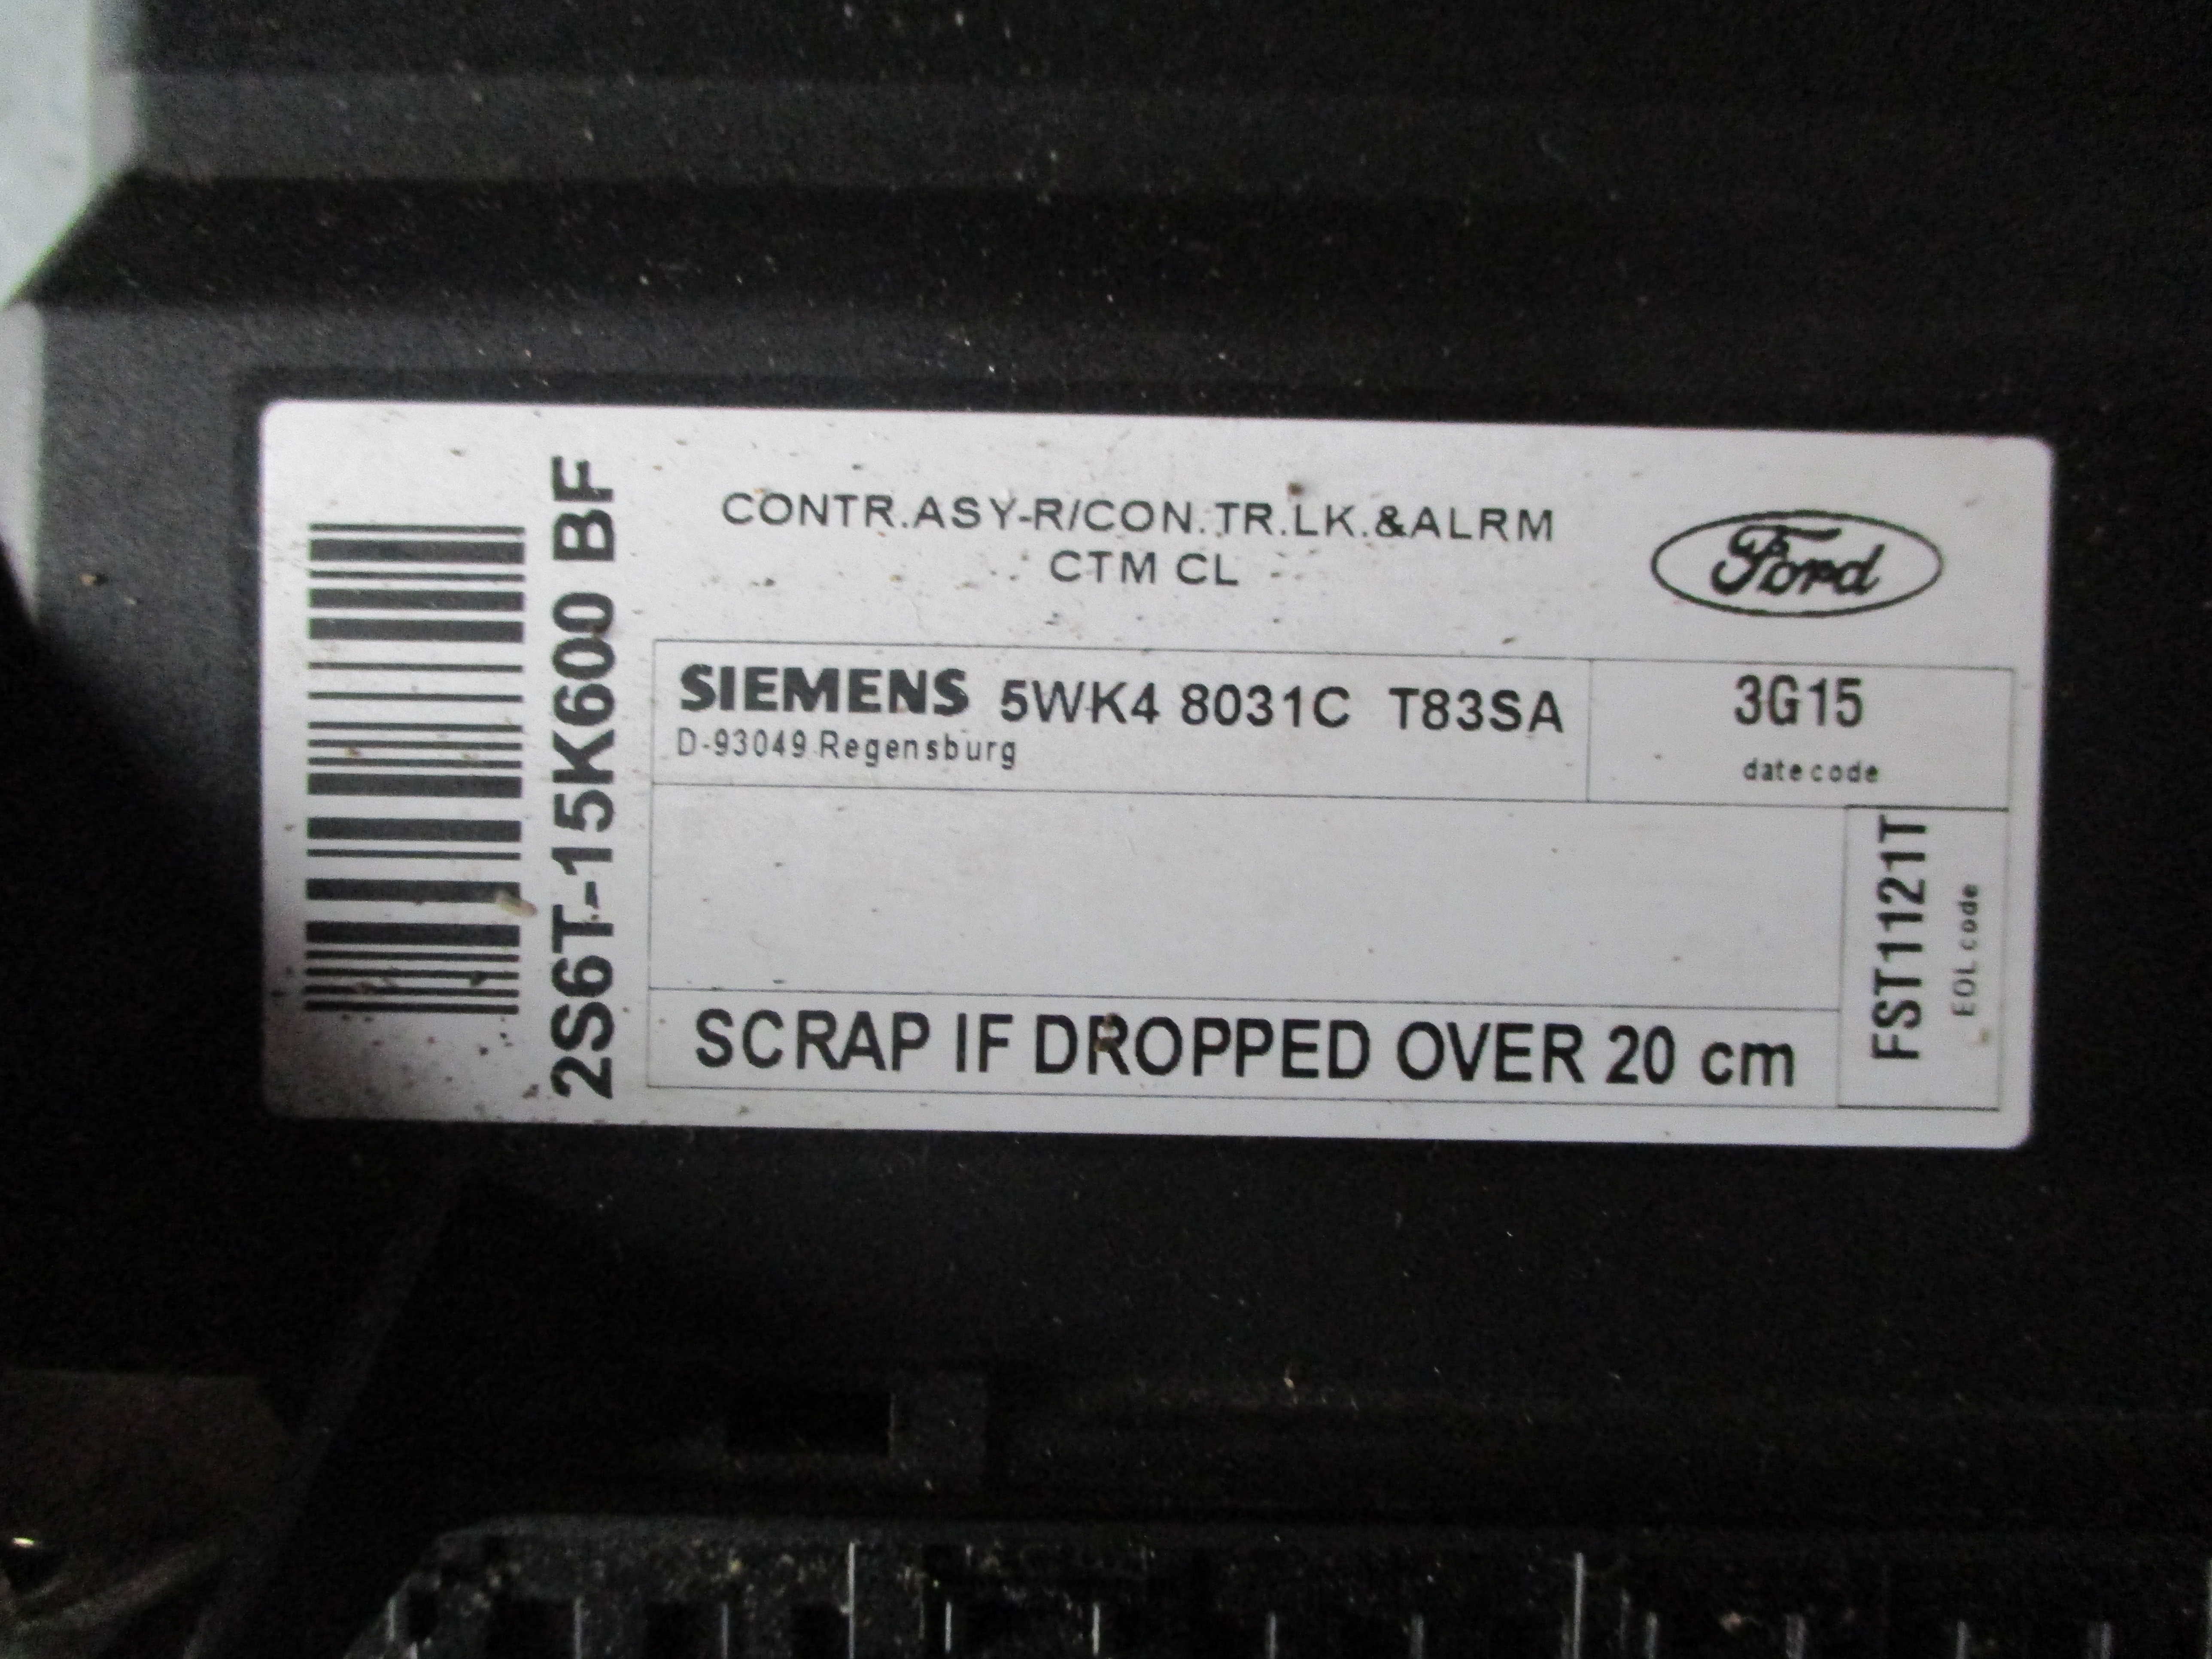 CONTR.ASY-R/CON.TR.LK.&ALRM
CTM CL
Ford
2S6T-15K600 BF
SIEMENS 5WK4 8031C T83SA
D-93049 Regensburg
3G15
date code
FST1121T
EOL code
SCRAP IF DROPPED OVER 20 cm